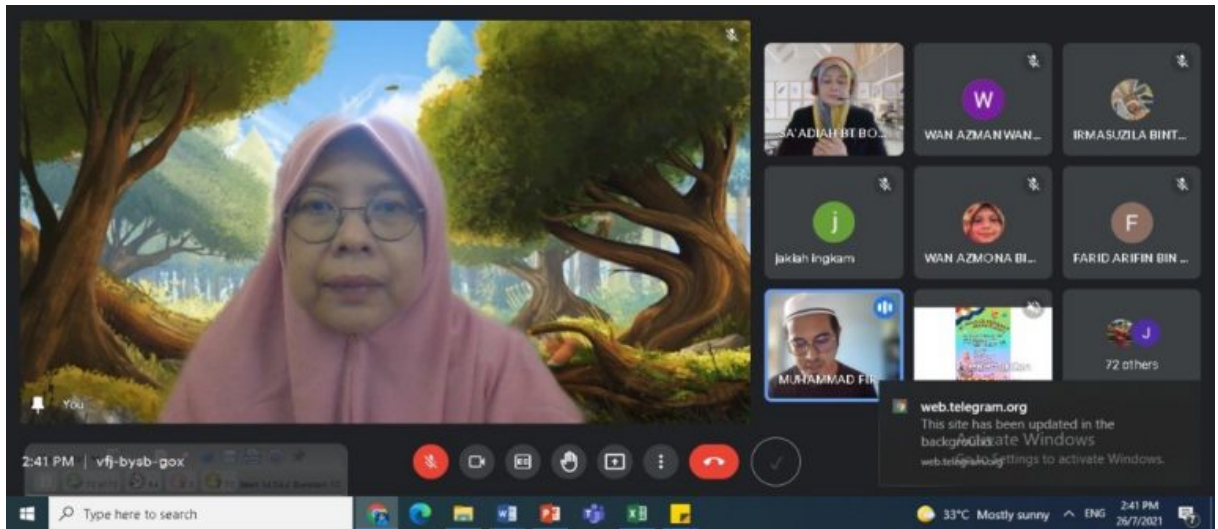 SA'ADIAH BT BO...
WAN AZMAN WAN...
IRMASUZILA BINT...
jakiah ingkam
WAN AZMONA BI...
FARID ARIFIN BIN ...
MUHAMMAD FIR
72 others
W
j
F
J
You
web.telegram.org
This site has been updated in the
background
web.telegram.org
Activate Windows
Go to Settings to activate Windows.
2:41 PM | vfj-byab-gox
Type here to search
33°C Mostly sunny
ENG
2:41 PM
26/7/2021